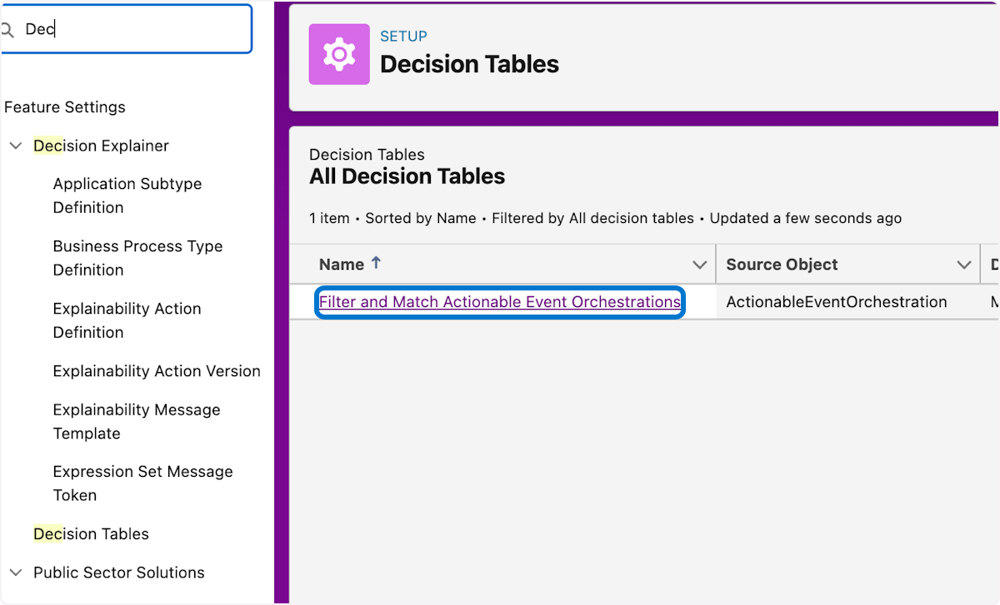 Dec
Feature Settings
Decision Explainer
Application Subtype
Definition
Business Process Type
Definition
Explainability Action
Definition
Explainability Action Version
Explainability Message
Template
Expression Set Message
Token
Decision Tables
Public Sector Solutions
SETUP
Decision Tables
Decision Tables
All Decision Tables
1 item • Sorted by Name • Filtered by All decision tables • Updated a few seconds ago
Name ↑ Source Object
Filter and Match Actionable Event Orchestrations ActionableEventOrchestration